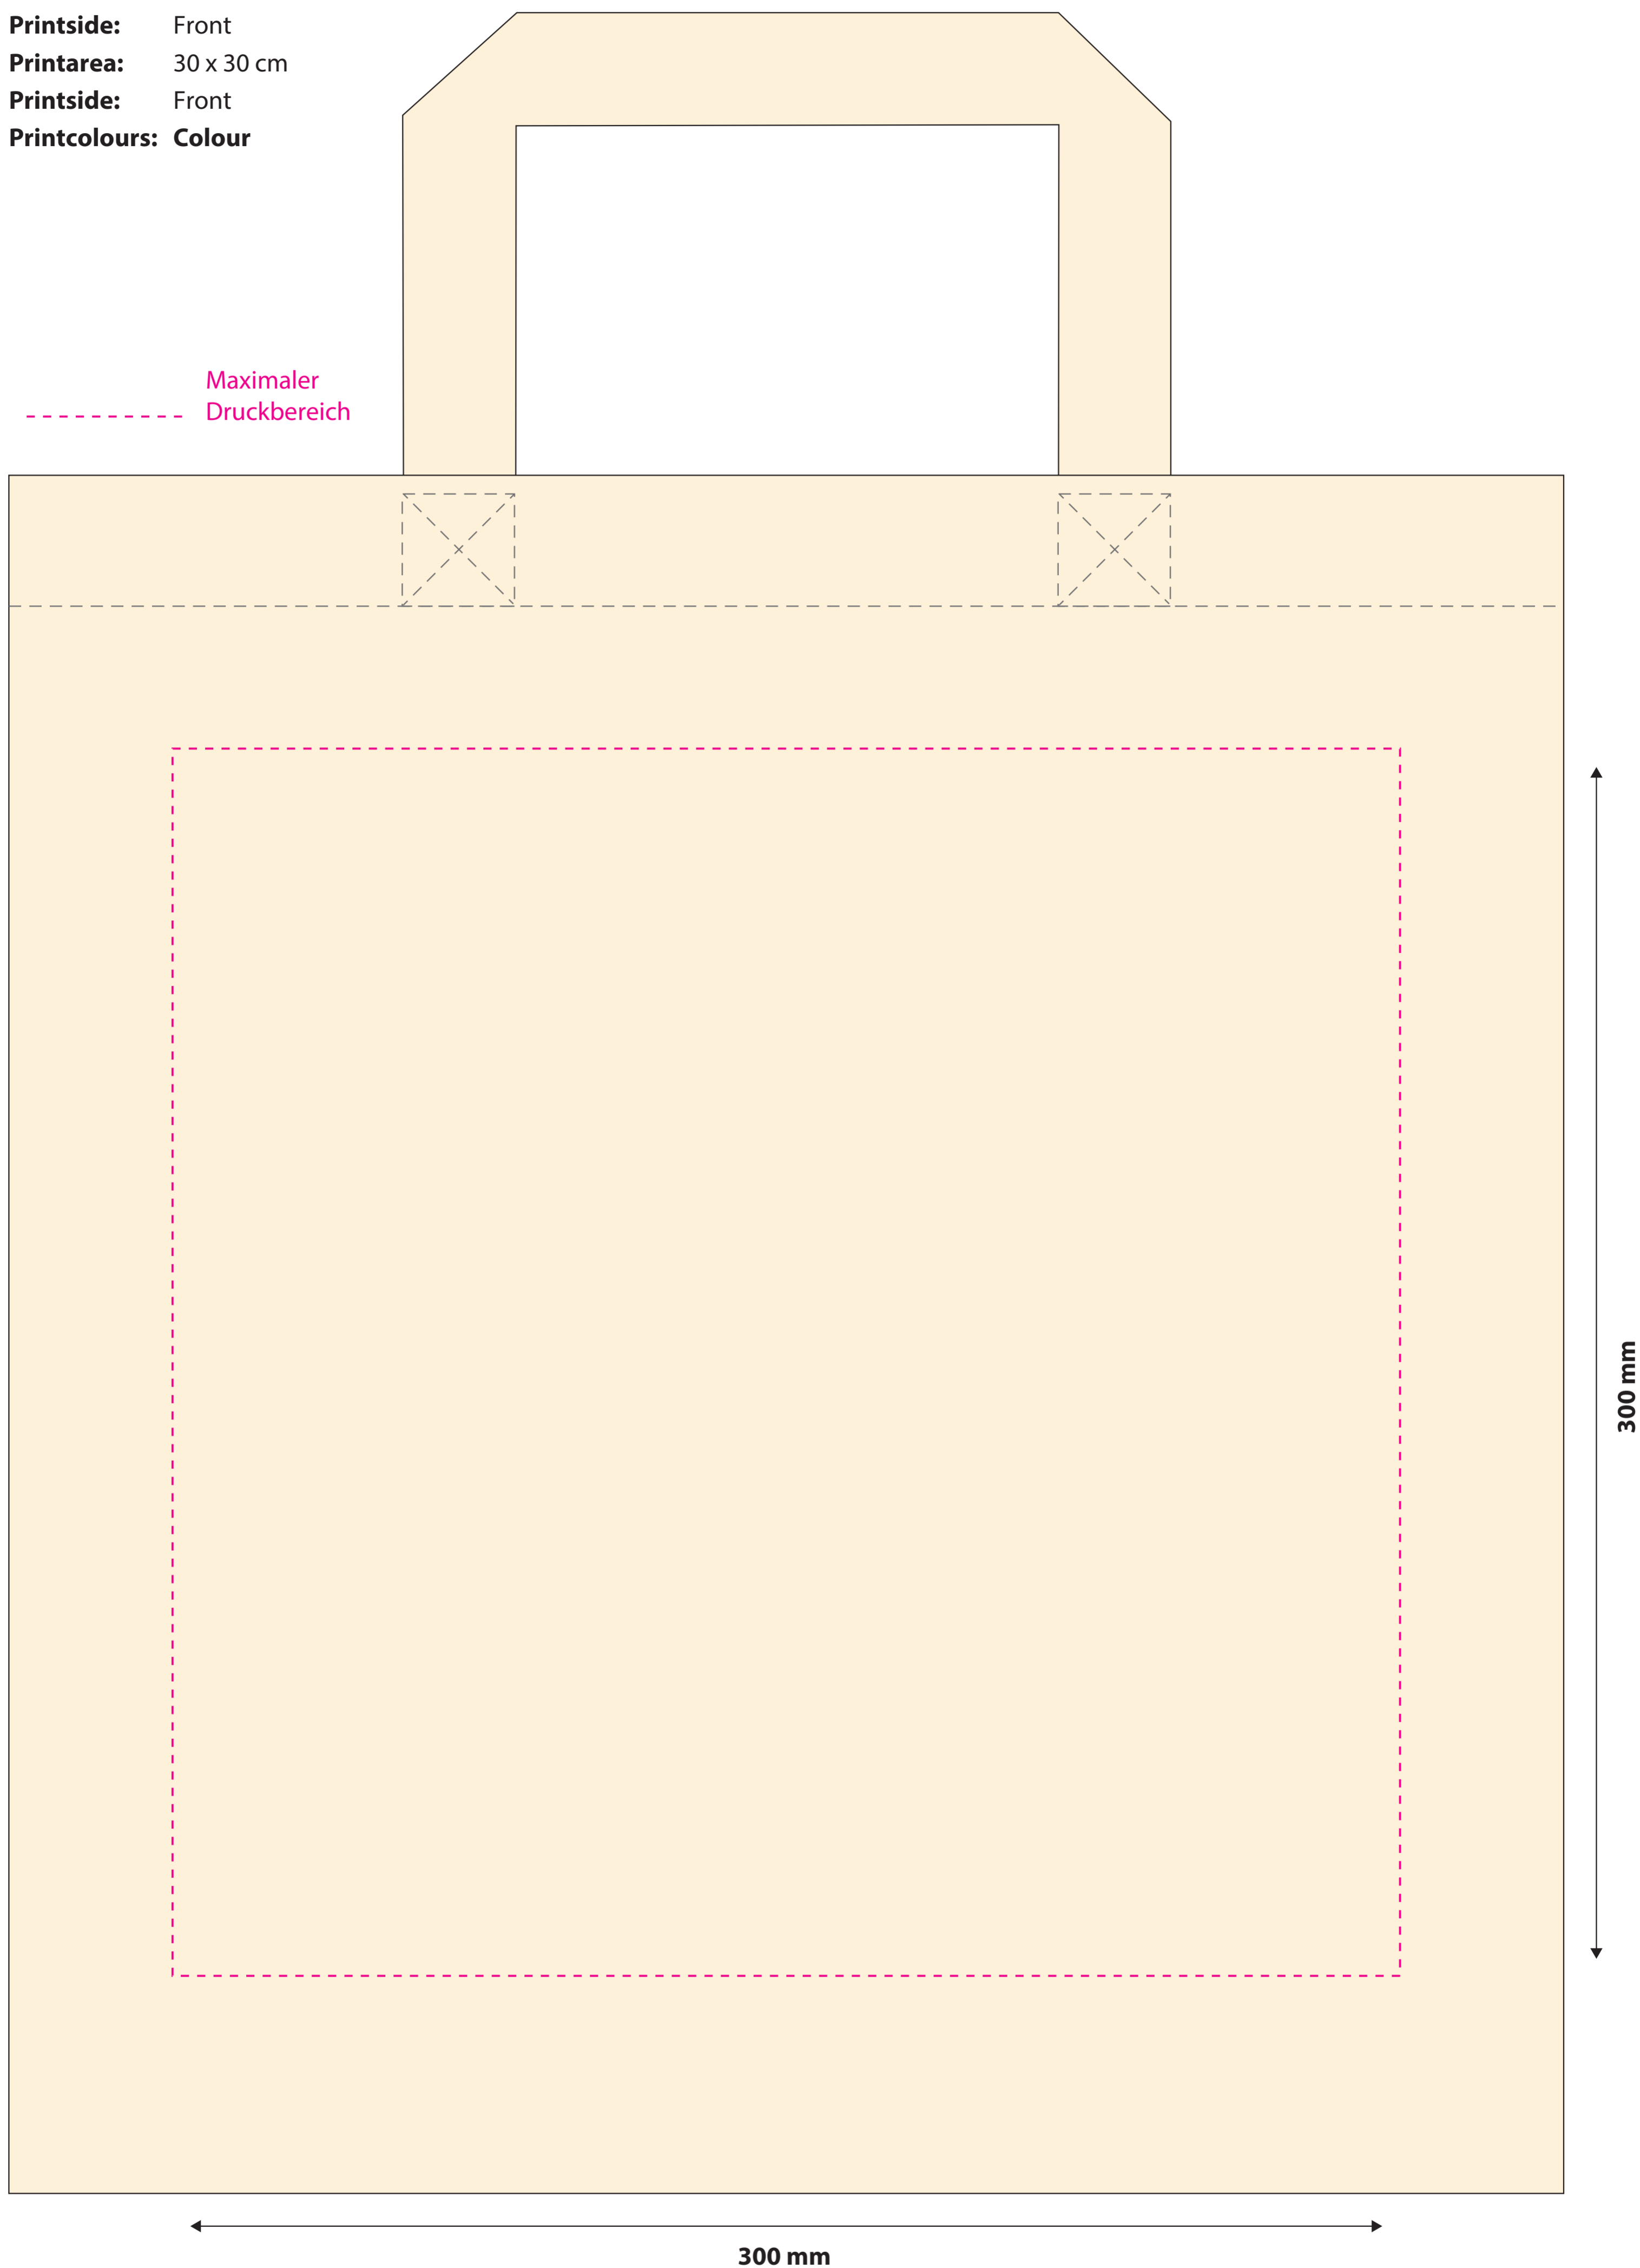 Printside: Front
Printarea: 30 x 30 cm
Printside: Front
Printcolours: Colour
Maximaler
Druckbereich
300 mm
300 mm